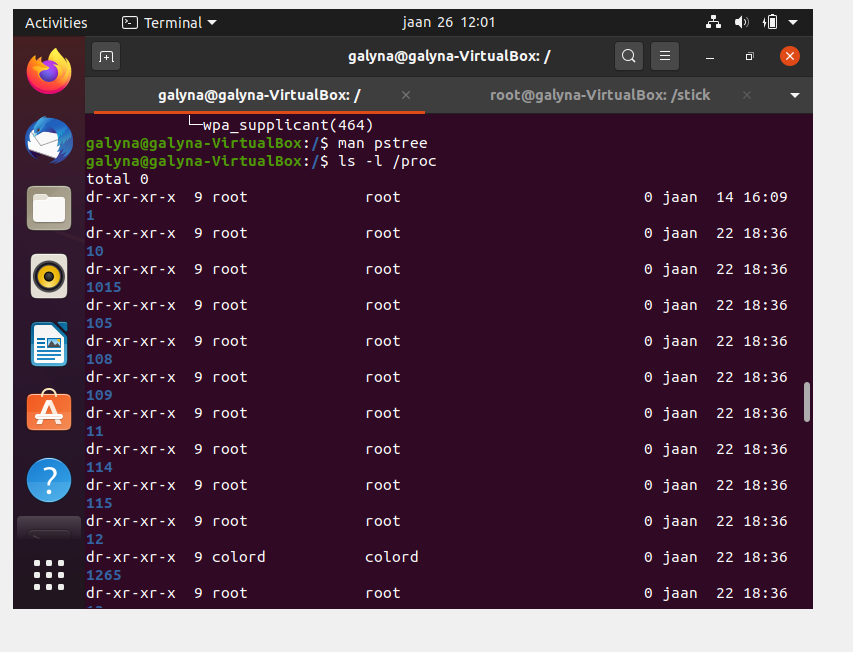 Activities Terminal jaan 26 12:01
galyna@galyna-VirtualBox: /
galyna@galyna-VirtualBox: / root@galyna-VirtualBox: /stick
└─wpa_supplicant(464)
galyna@galyna-VirtualBox:/$ man pstree
galyna@galyna-VirtualBox:/$ ls -l /proc
total 0
dr-xr-xr-x 9 root root 0 jaan 14 16:09
1
dr-xr-xr-x 9 root root 0 jaan 22 18:36
10
dr-xr-xr-x 9 root root 0 jaan 22 18:36
1015
dr-xr-xr-x 9 root root 0 jaan 22 18:36
105
dr-xr-xr-x 9 root root 0 jaan 22 18:36
108
dr-xr-xr-x 9 root root 0 jaan 22 18:36
109
dr-xr-xr-x 9 root root 0 jaan 22 18:36
11
dr-xr-xr-x 9 root root 0 jaan 22 18:36
114
dr-xr-xr-x 9 root root 0 jaan 22 18:36
115
dr-xr-xr-x 9 root root 0 jaan 22 18:36
12
dr-xr-xr-x 9 colord colord 0 jaan 22 18:36
1265
dr-xr-xr-x 9 root root 0 jaan 22 18:36